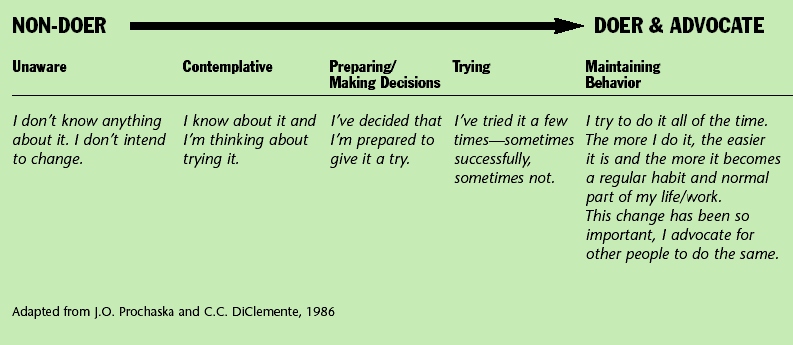 NON-DOER DOER & ADVOCATE
Unaware
Contemplative
Preparing/
Making Decisions
Trying
Maintaining
Behavior
I don't know anything
about it. I don't intend
to change.
I know about it and
I'm thinking about
trying it.
I've decided that
I'm prepared to
give it a try.
I've tried it a few
times—sometimes
successfully,
sometimes not.
I try to do it all of the time.
The more I do it, the easier
it is and the more it becomes
a regular habit and normal
part of my life/work.
This change has been so
important, I advocate for
other people to do the same.
Adapted from J.O. Prochaska and C.C. DiClemente, 1986